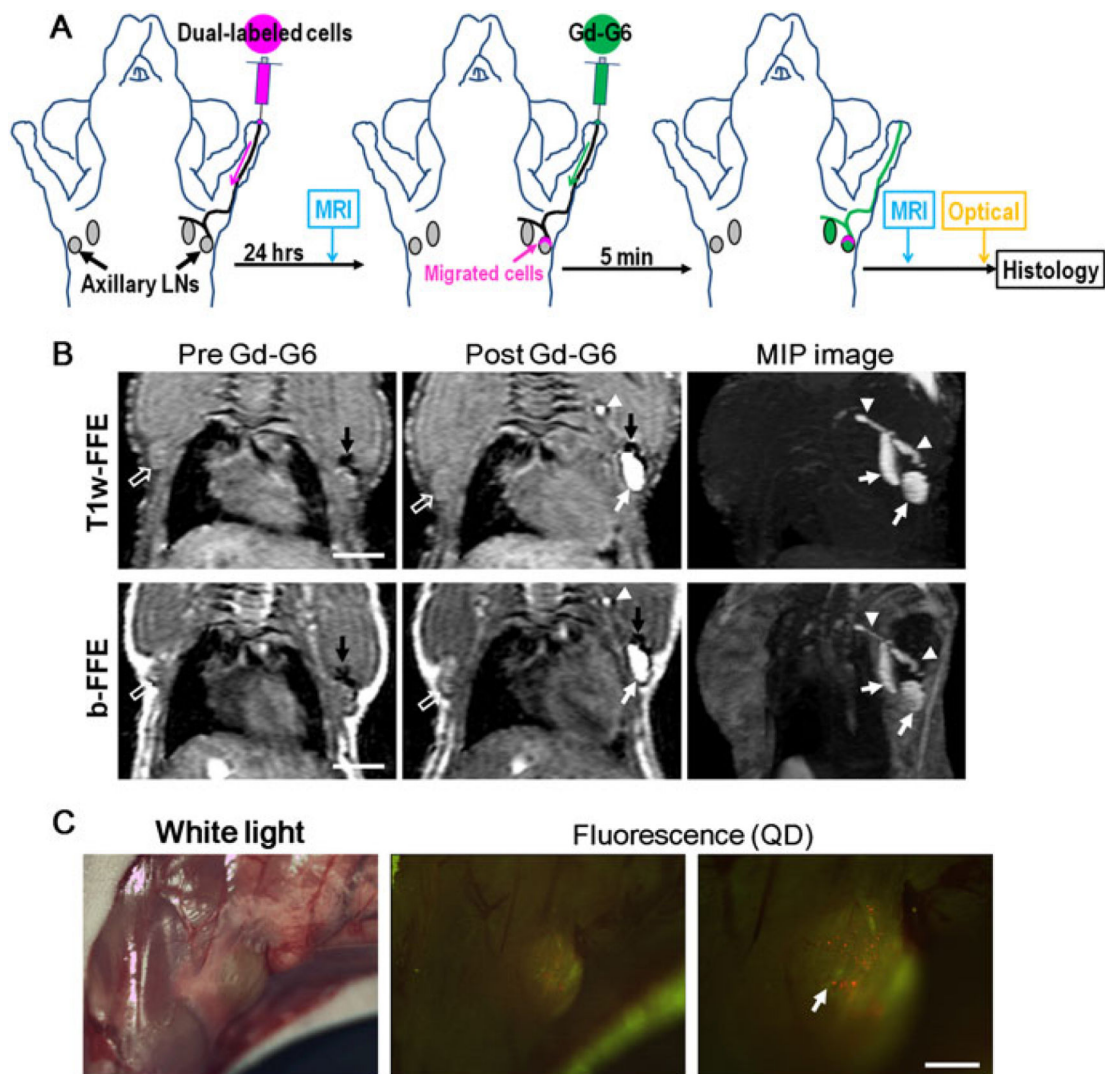 A
Dual-labeled cells
Gd-G6
MRI
MRI
Optical
Axillary LNs
24 hrs
Migrated cells
5 min
Histology
B
Pre Gd-G6
Post Gd-G6
MIP image
T1w-FFE
b-FFE
C
White light
Fluorescence (QD)